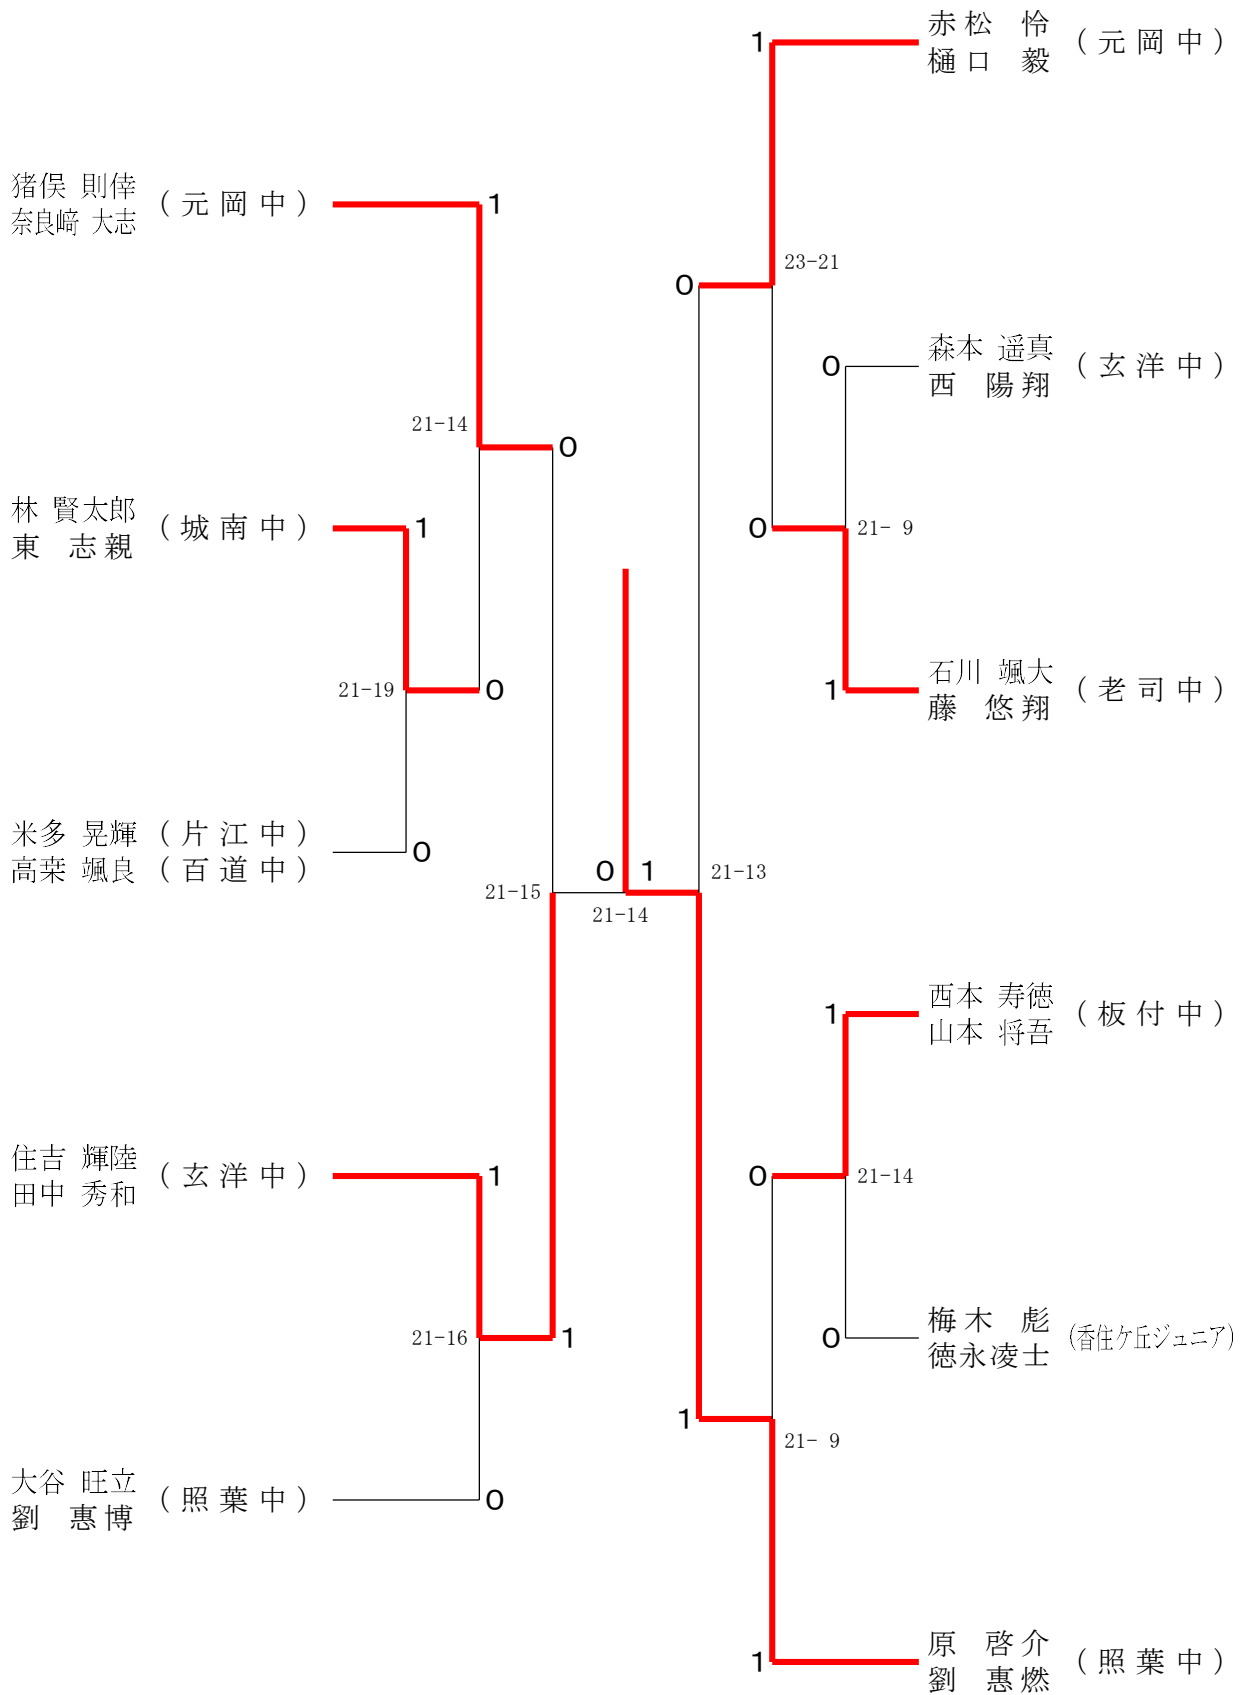 猪俣 則倖
奈良﨑 大志
(元岡中)
1
21-14
0
林 賢太郎
東 志親
(城南中)
1
21-19
0
米多 晃輝 (片江中)
高桒 颯良 (百道中)
0
21-15
住吉 輝陸
田中 秀和
(玄洋中)
1
21-16
1
大谷 旺立
劉 惠博
(照葉中)
0
0 1
21-14
赤松 怜
樋口 毅
(元岡中)
1
23-21
0
森本 遥真
西 陽翔
(玄洋中)
0
0
21- 9
石川 颯大
藤 悠翔
(老司中)
1
21-13
西本 寿徳
山本 将吾
(板付中)
1
0
21-14
梅木 彪
徳永凌士
(香住ケ丘ジュニア)
0
1
21- 9
原 啓介
劉 惠燃
(照葉中)
1